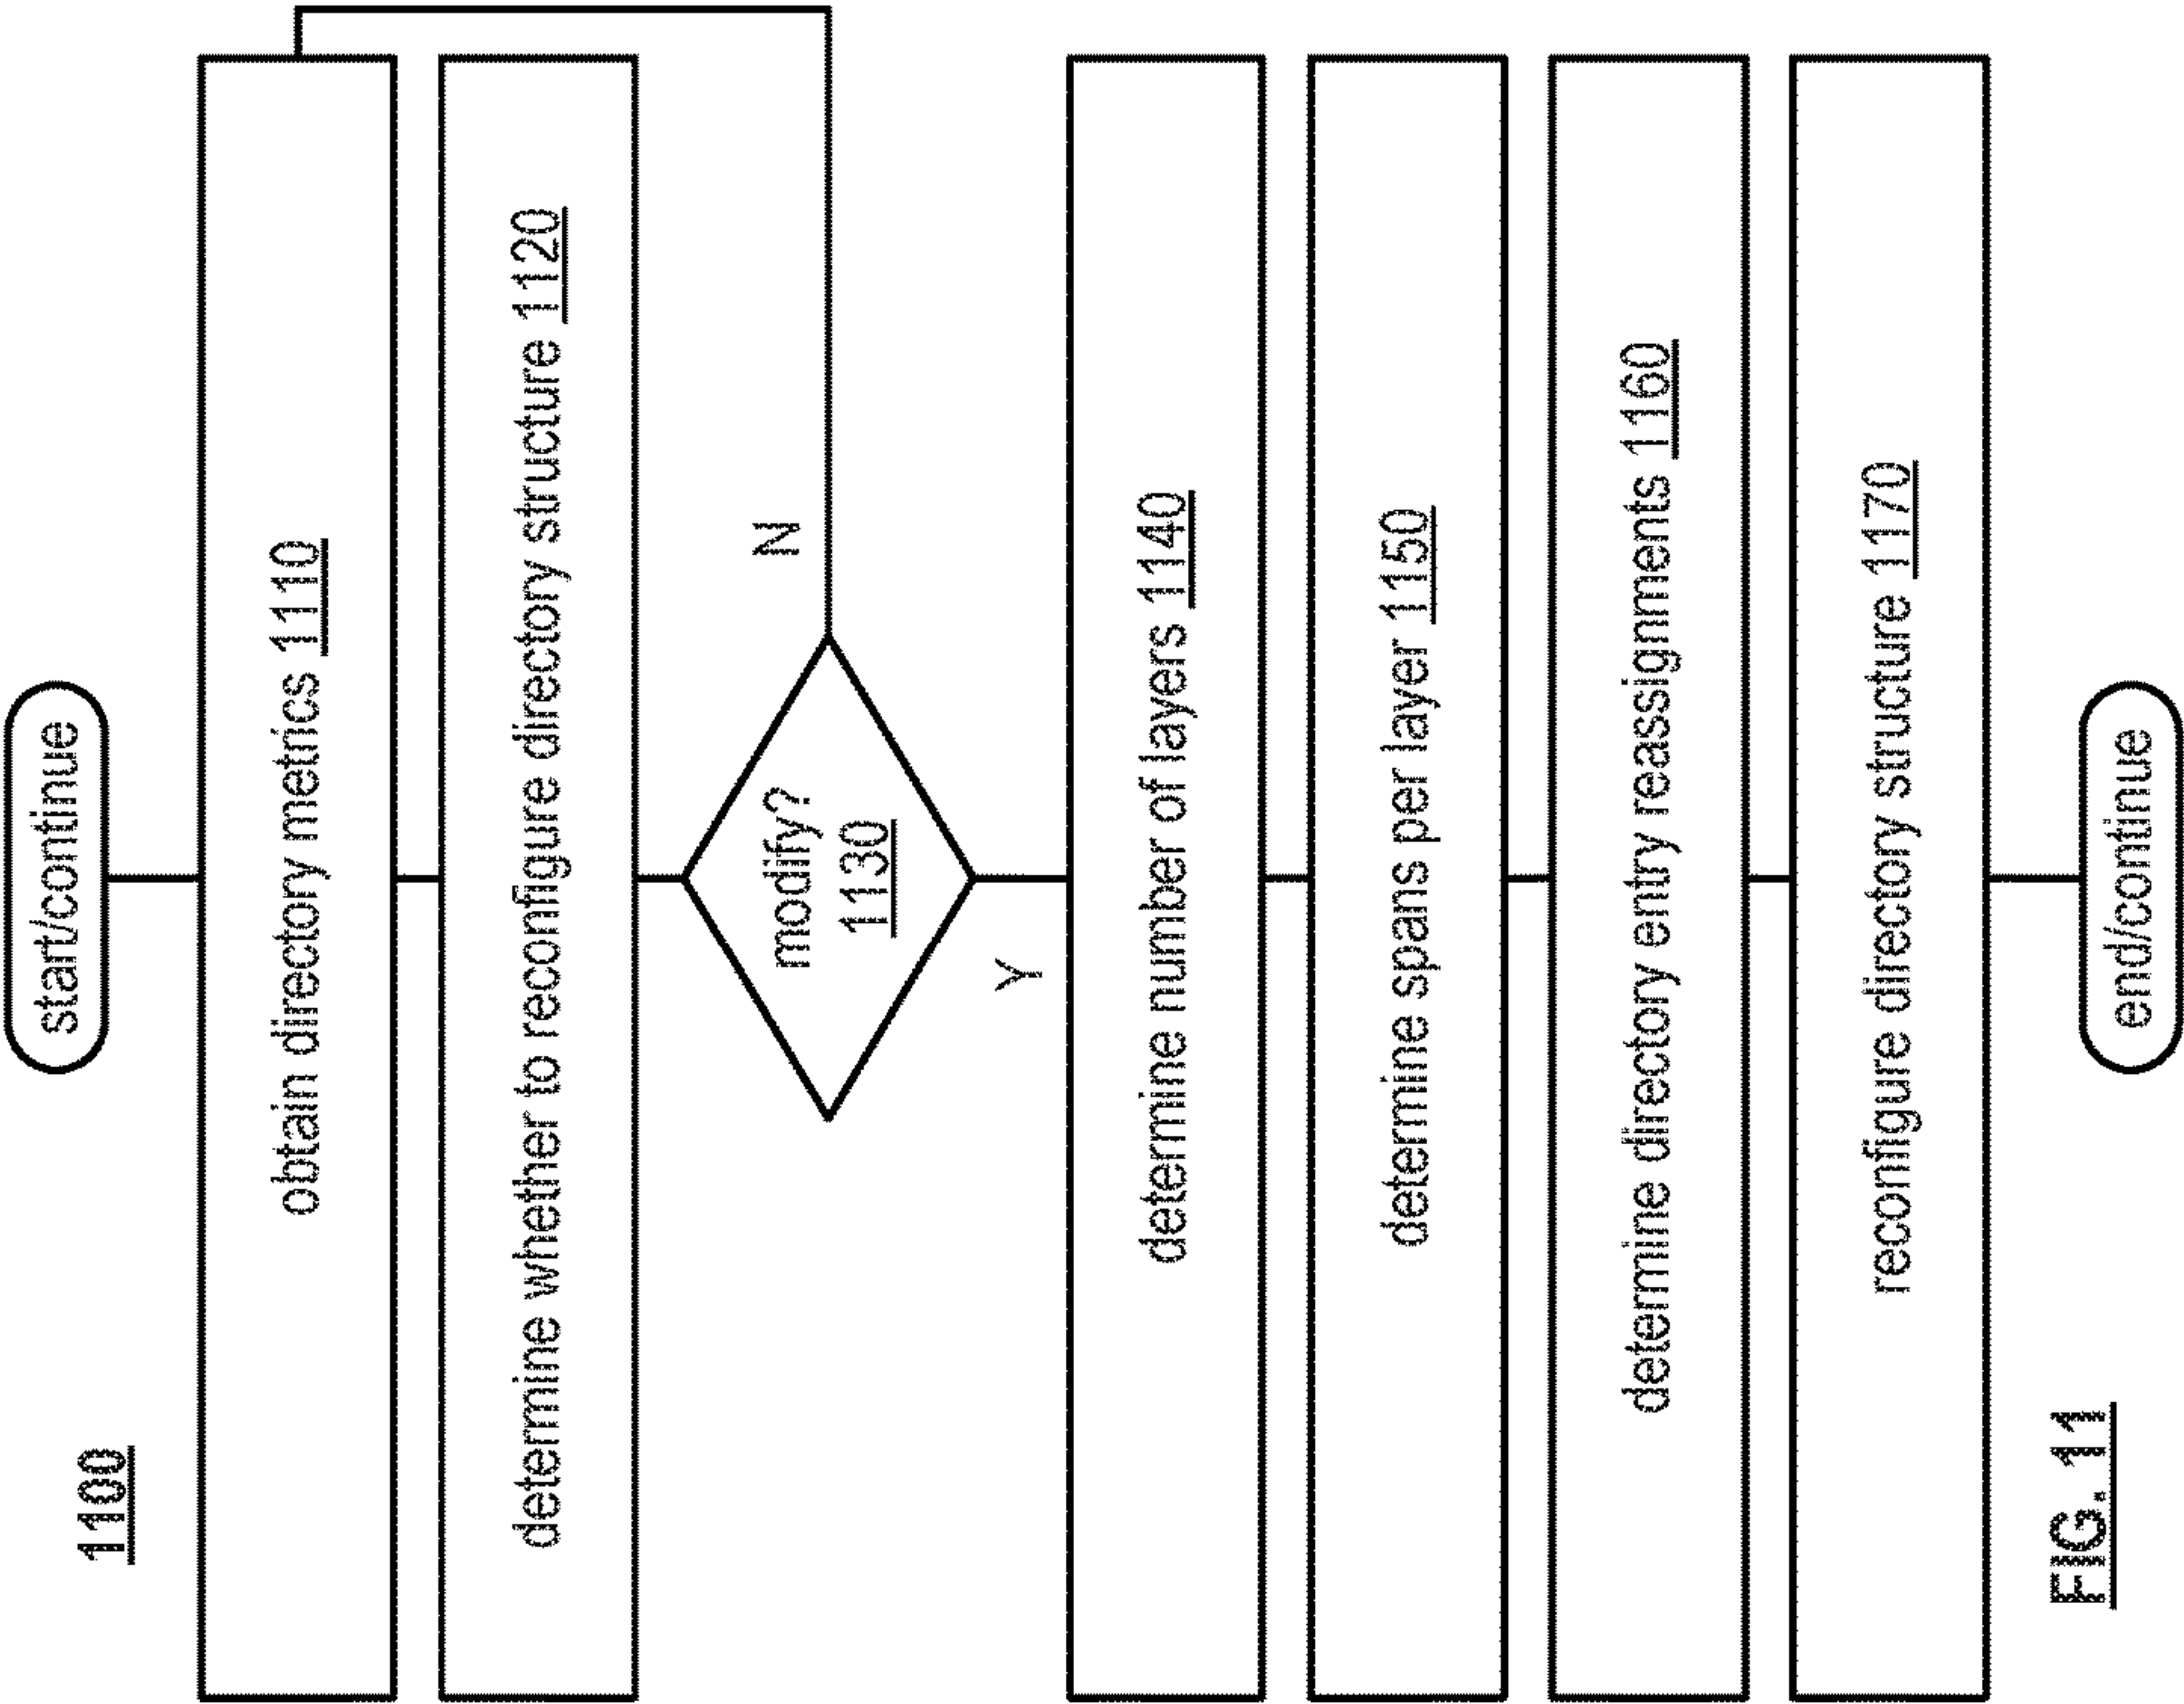 1100
start/continue
obtain directory metrics 1110
determine whether to reconfigure directory structure 1120
modify?
1130
N
Y
determine number of layers 1140
determine spans per layer 1150
determine directory entry reassignments 1160
reconfigure directory structure 1170
end/continue
FIG. 11